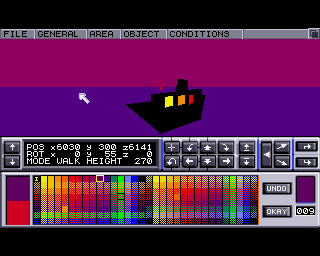 FILE GENERAL AREA OBJECT CONDITIONS
POS x6030 y 300 z6141
ROT x 0 y 55 z 0
MODE WALK HEIGHT 270
UNDO
OKAY 009